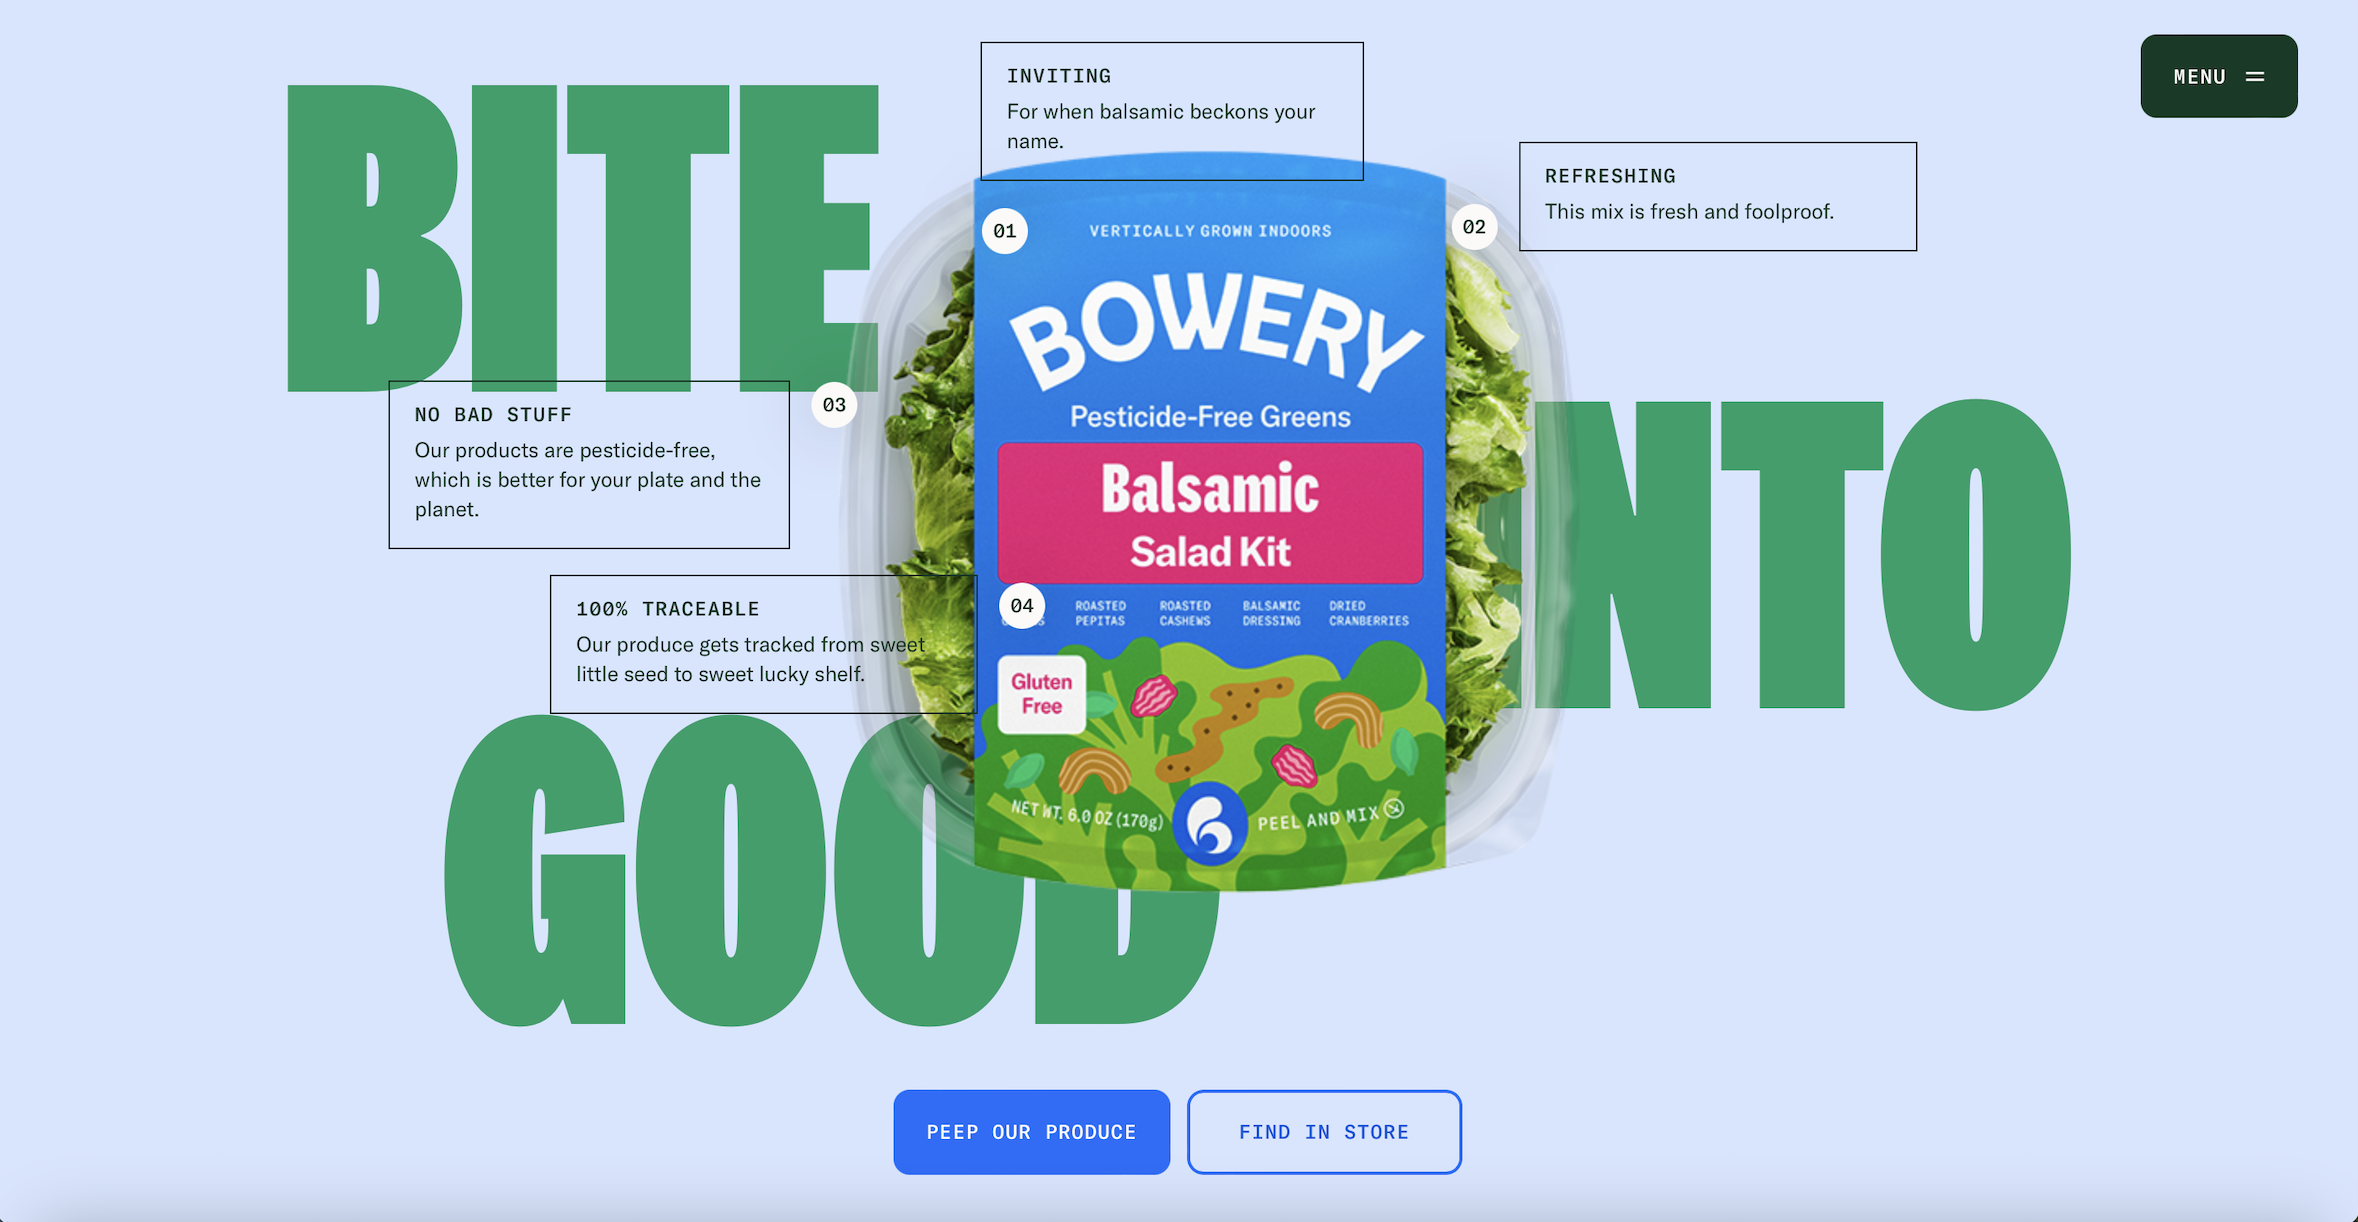 BITE
INTO
GOOD
MENU
INVITING
For when balsamic beckons your
name.
REFRESHING
This mix is fresh and foolproof.
01
02
03
04
NO BAD STUFF
Our products are pesticide-free,
which is better for your plate and the
planet.
100% TRACEABLE
Our produce gets tracked from sweet
little seed to sweet lucky shelf.
VERTICALLY GROWN INDOORS
BOWERY
Pesticide-Free Greens
Balsamic
Salad Kit
ROASTED
PEPITAS
ROASTED
CASHEWS
BALSAMIC
DRESSING
DRIED
CRANBERRIES
Gluten
Free
NET WT. 6.0 OZ (170g)
PEEL AND MIX
PEEP OUR PRODUCE
FIND IN STORE